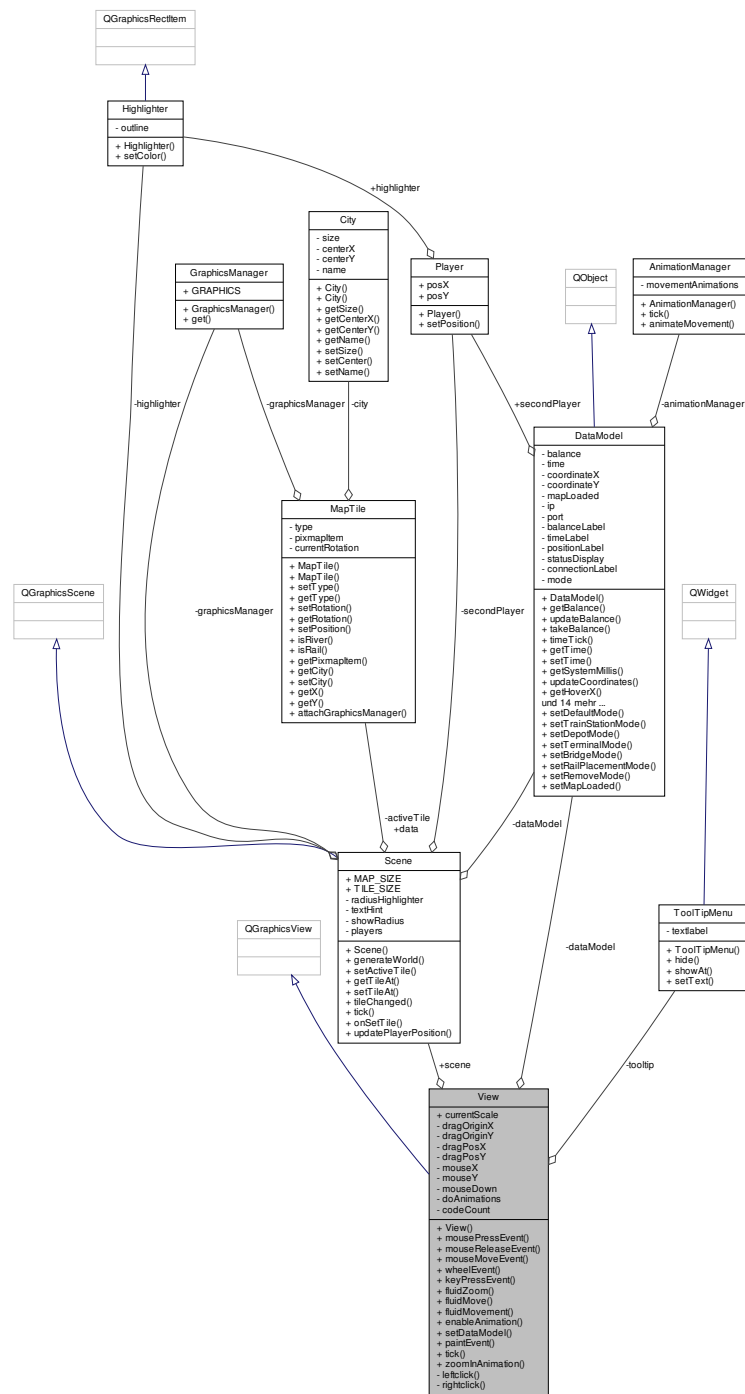 QGraphicsRectItem
Highlighter
- outline
+ Highlighter()
+ setColor()
+highlighter
City
- size
- centerX
- centerY
- name
+ City()
+ City()
+ getSize()
+ getCenterX()
+ getCenterY()
+ getName()
+ setSize()
+ setCenter()
+ setName()
GraphicsManager
+ GRAPHICS
+ GraphicsManager()
+ get()
Player
+ posX
+ posY
+ Player()
+ setPosition()
QObject
AnimationManager
- movementAnimations
+ AnimationManager()
+ tick()
+ animateMovement()
-highlighter
-graphicsManager
-city
+secondPlayer
-animationManager
DataModel
- balance
- time
- coordinateX
- coordinateY
- mapLoaded
- ip
- port
- balanceLabel
- timeLabel
- positionLabel
- statusDisplay
- connectionLabel
- mode
+ DataModel()
+ getBalance()
+ updateBalance()
+ takeBalance()
+ timeTick()
+ getTime()
+ setTime()
+ getSystemMillis()
+ updateCoordinates()
+ getHoverX()
und 14 mehr ...
+ setDefaultMode()
+ setTrainStationMode()
+ setDepotMode()
+ setTerminalMode()
+ setBridgeMode()
+ setRailPlacementMode()
+ setRemoveMode()
+ setMapLoaded()
MapTile
- type
- pixmapItem
- currentRotation
+ MapTile()
+ MapTile()
+ setType()
+ getType()
+ setRotation()
+ getRotation()
+ setPosition()
+ isRiver()
+ isRail()
+ getPixmapItem()
+ getCity()
+ setCity()
+ getX()
+ getY()
+ attachGraphicsManager()
QGraphicsScene
-graphicsManager
-secondPlayer
QWidget
-activeTile
+data
-dataModel
Scene
+ MAP_SIZE
+ TILE_SIZE
- radiusHighlighter
- textHint
- showRadius
- players
+ Scene()
+ generateWorld()
+ setActiveTile()
+ getTileAt()
+ setTileAt()
+ tileChanged()
+ tick()
+ onSetTile()
+ updatePlayerPosition()
QGraphicsView
-dataModel
ToolTipMenu
- textlabel
+ ToolTipMenu()
+ hide()
+ showAt()
+ setText()
+scene
-tooltip
View
+ currentScale
- dragOriginX
- dragOriginY
- dragPosX
- dragPosY
- mouseX
- mouseY
- mouseDown
- doAnimations
- codeCount
+ View()
+ mousePressEvent()
+ mouseReleaseEvent()
+ mouseMoveEvent()
+ wheelEvent()
+ keyPressEvent()
+ fluidZoom()
+ fluidMove()
+ fluidMovement()
+ enableAnimation()
+ setDataModel()
+ paintEvent()
+ tick()
+ zoomInAnimation()
- leftclick()
- rightclick()